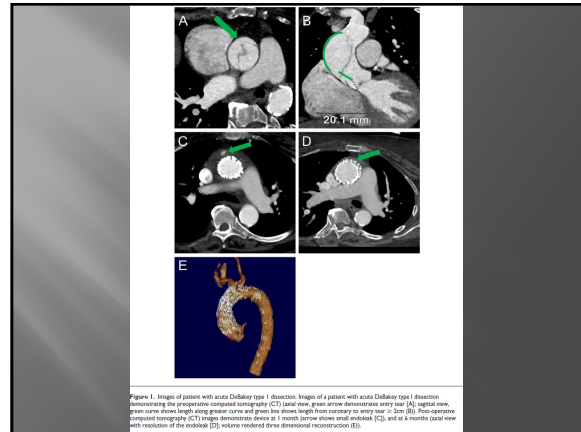 A
B
20.1 mm
C
D
E
Figure 1. Images of patient with acute DeBakey type 1 dissection. Images of a patient with acute DeBakey type I dissection
demonstrating the preoperative computed tomography (CT) (axial view, green arrow demonstrates entry tear [A]; sagittal view,
green curve shows length along greater curve and green line shows length from coronary to entry tear ≥ 2cm (B)). Post-operative
computed tomography (CT) images demonstrate device at 1 month (arrow shows small endoleak [C]), and at 6 months (axial view
with resolution of the endoleak [D]; volume rendered three dimensional reconstruction (E)).